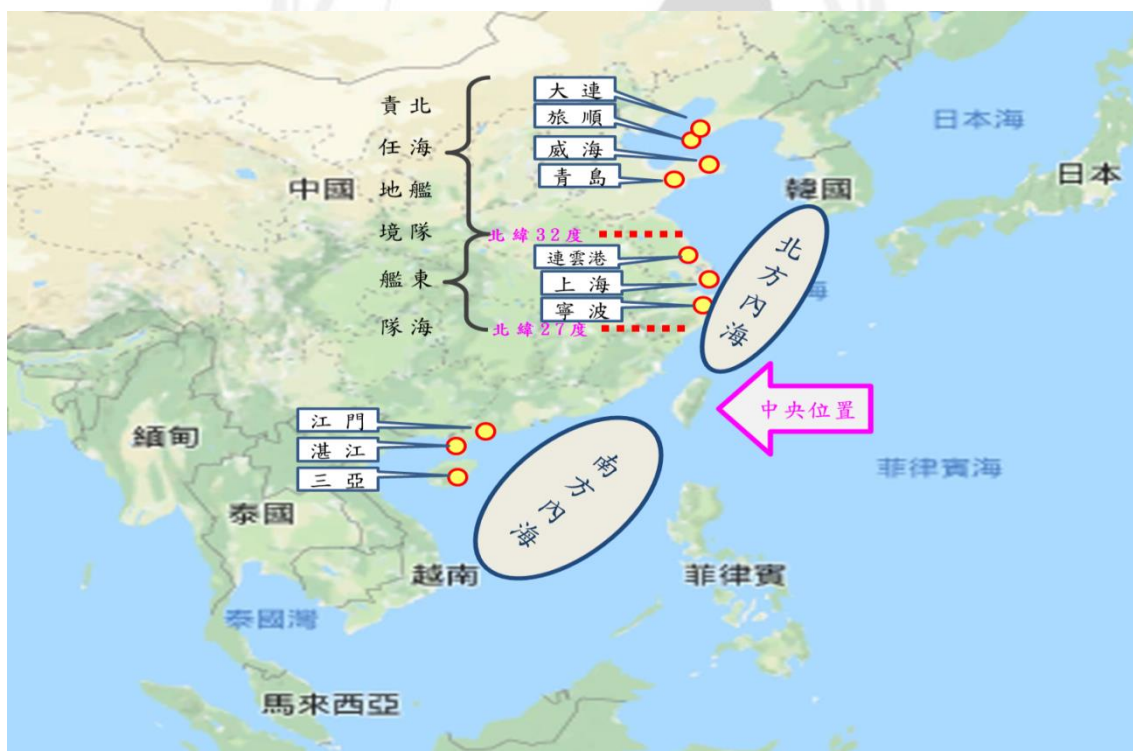 大連
旅順
威海
青島
北海艦隊
責任地境
東海
艦隊
北緯32度
連雲港
上海
寧波
北緯27度
中國
韓國
日本海
日本
北方內海
海
中央位置
江門
湛江
三亞
南方內海
緬甸
泰國
越南
泰國灣
菲律賓
菲律賓海
馬來西亞